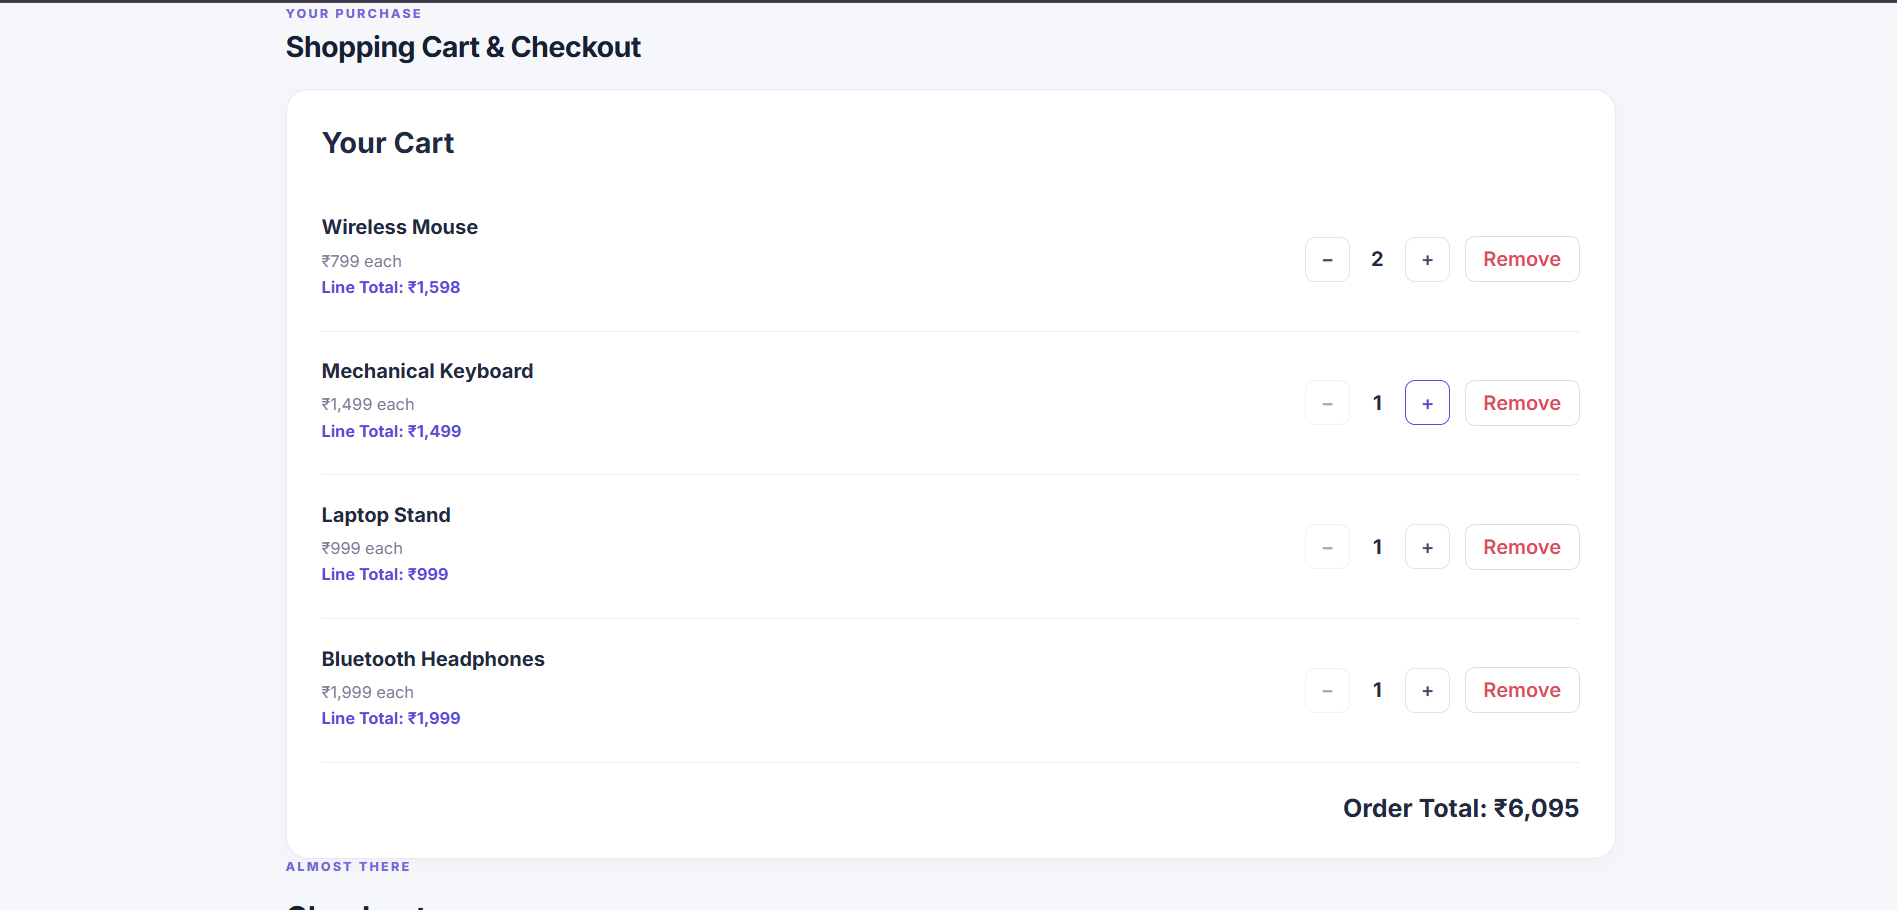 YOUR PURCHASE
Shopping Cart & Checkout
Your Cart
Wireless Mouse
₹799 each
Line Total: ₹1,598
− 2 + Remove
Mechanical Keyboard
₹1,499 each
Line Total: ₹1,499
− 1 + Remove
Laptop Stand
₹999 each
Line Total: ₹999
− 1 + Remove
Bluetooth Headphones
₹1,999 each
Line Total: ₹1,999
− 1 + Remove
Order Total: ₹6,095
ALMOST THERE